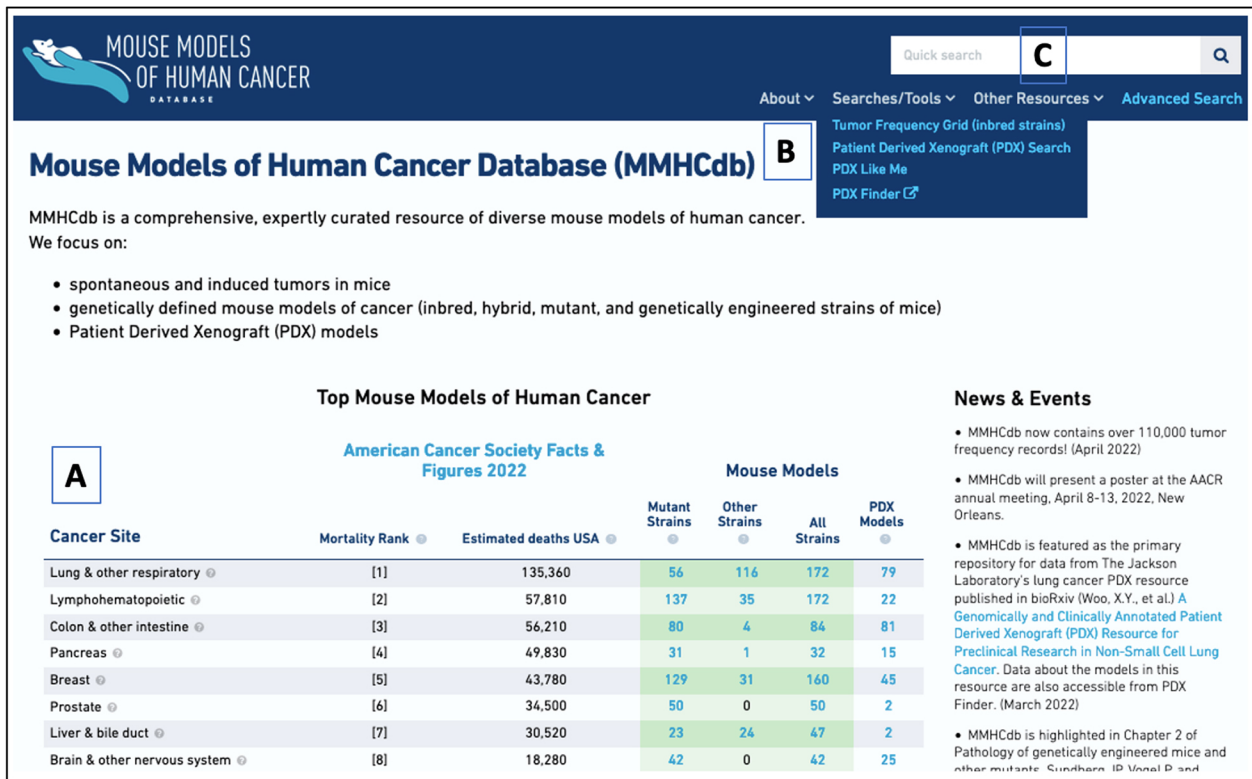 MOUSE MODELS
OF HUMAN CANCER
DATABASE
Quick search
C
About
Searches/Tools
Other Resources
Advanced Search
B
Tumor Frequency Grid (inbred strains)
Patient Derived Xenograft (PDX) Search
PDX Like Me
PDX Finder
Mouse Models of Human Cancer Database (MMHCdb)
MMHCdb is a comprehensive, expertly curated resource of diverse mouse models of human cancer.
We focus on:
• spontaneous and induced tumors in mice
• genetically defined mouse models of cancer (inbred, hybrid, mutant, and genetically engineered strains of mice)
• Patient Derived Xenograft (PDX) models
Top Mouse Models of Human Cancer
A
American Cancer Society Facts &
Figures 2022
Mouse Models
Cancer Site
Mortality Rank ?
Estimated deaths USA ?
Mutant
Strains
?
Other
Strains
?
All
Strains
PDX
Models
?
Lung & other respiratory ? [1] 135,360 56 116 172 79
Lymphohematopoietic ? [2] 57,810 137 35 172 22
Colon & other intestine ? [3] 56,210 80 4 84 81
Pancreas ? [4] 49,830 31 1 32 15
Breast ? [5] 43,780 129 31 160 45
Prostate ? [6] 34,500 50 0 50 2
Liver & bile duct ? [7] 30,520 23 24 47 2
Brain & other nervous system ? [8] 18,280 42 0 42 25
News & Events
• MMHCdb now contains over 110,000 tumor
frequency records! (April 2022)
• MMHCdb will present a poster at the AACR
annual meeting, April 8-13, 2022, New
Orleans.
• MMHCdb is featured as the primary
repository for data from The Jackson
Laboratory's lung cancer PDX resource
published in bioRxiv (Woo, X.Y., et al.) A
Genomically and Clinically Annotated Patient
Derived Xenograft (PDX) Resource for
Preclinical Research in Non-Small Cell Lung
Cancer. Data about the models in this
resource are also accessible from PDX
Finder. (March 2022)
• MMHCdb is highlighted in Chapter 2 of
Pathology of genetically engineered mice and
other mutants, Sundberg, JP, Vogel P, and